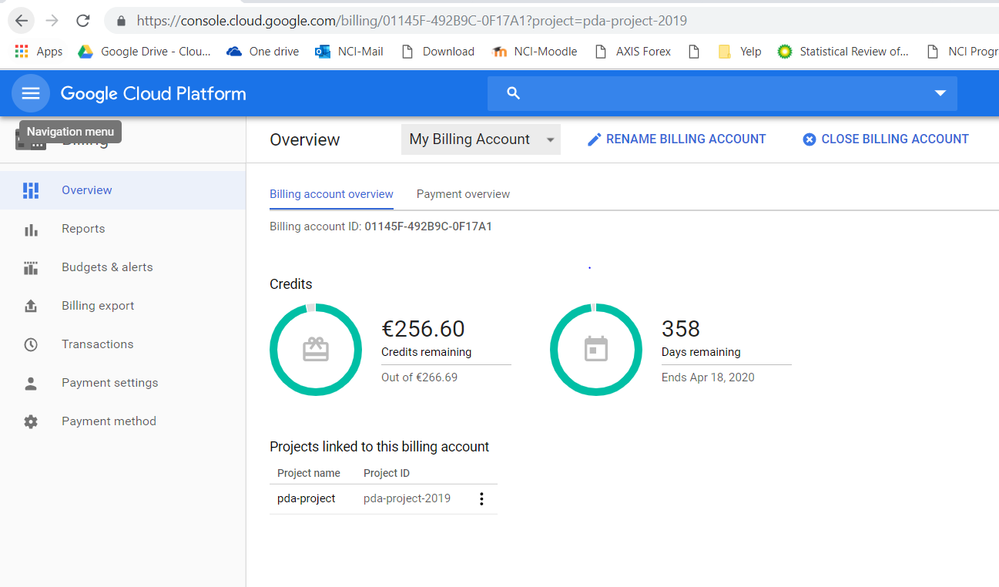 https://console.cloud.google.com/billing/01145F-492B9C-0F17A1?project=pda-project-2019
Apps Google Drive - Clou... One drive NCI-Mail Download NCI-Moodle AXIS Forex Yelp Statistical Review of... NCI Progr
Google Cloud Platform
Navigation menu
Overview My Billing Account RENAME BILLING ACCOUNT CLOSE BILLING ACCOUNT
Overview
Reports
Budgets & alerts
Billing export
Transactions
Payment settings
Payment method
Billing account overview Payment overview
Billing account ID: 01145F-492B9C-0F17A1
Credits
€256.60
Credits remaining
Out of €266.69
358
Days remaining
Ends Apr 18, 2020
Projects linked to this billing account
Project name Project ID
pda-project pda-project-2019